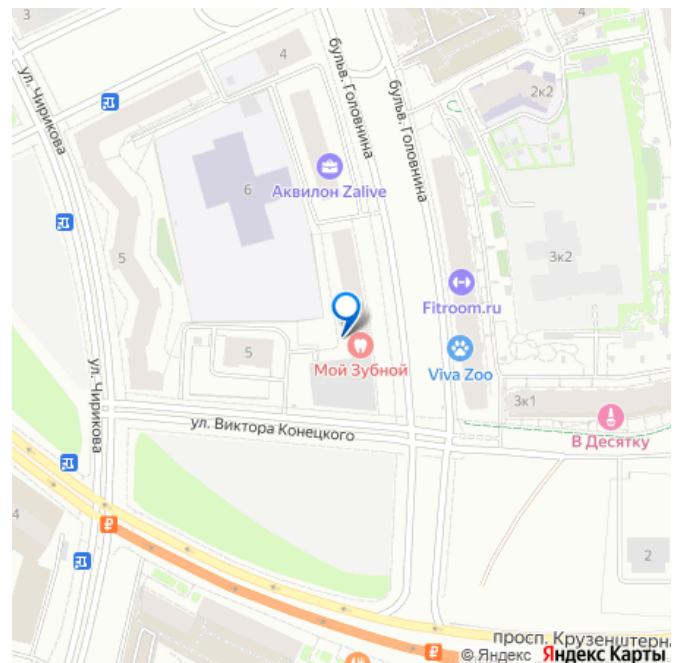 3
4
4
ул. Чирикова
бульв. Головнина
бульв. Головнина
2к2
Аквилон Zalive
6
5
3к2
Fitroom.ru
5
Мой Зубной
Viva Zoo
ул. Чирикова
3к1
ул. Виктора Конецкого
В Десятку
4
2
просп. Крузенштерна
© Яндекс Яндекс Карты